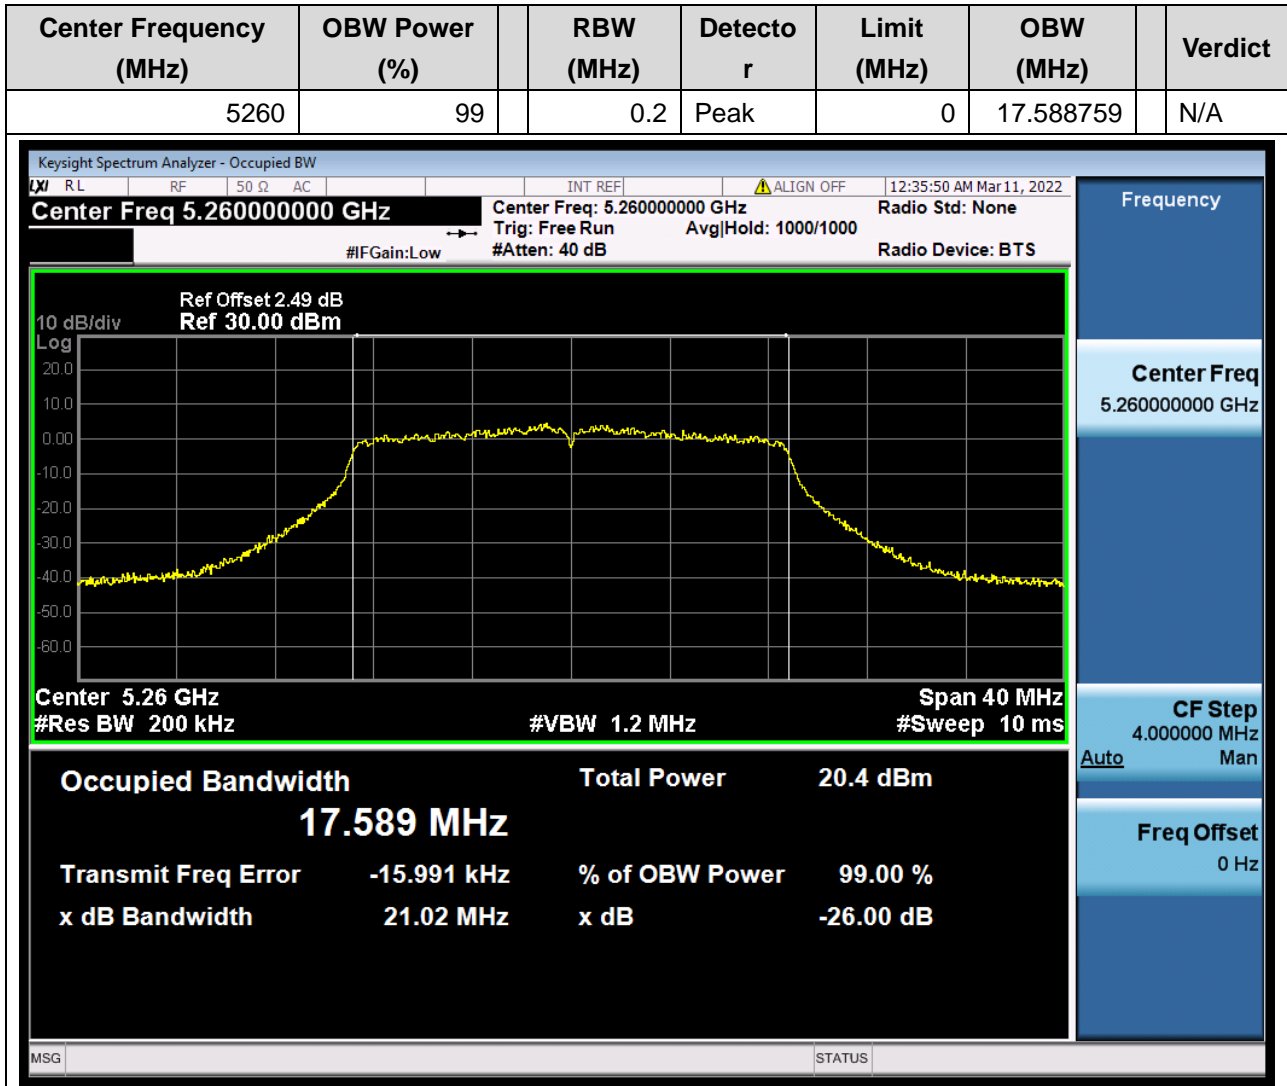 Center Frequency (MHz) OBW Power (%) RBW (MHz) Detecto r Limit (MHz) OBW (MHz) Verdict
5260 99 0.2 Peak 0 17.588759 N/A
Keysight Spectrum Analyzer - Occupied BW
LXI RL RF 50 Ω AC INT REF ALIGN OFF 12:35:50 AM Mar 11, 2022
Center Freq 5.260000000 GHz Center Freq: 5.260000000 GHz Radio Std: None
Trig: Free Run Avg|Hold: 1000/1000
#IFGain:Low #Atten: 40 dB Radio Device: BTS
Frequency
Ref Offset 2.49 dB
10 dB/div Ref 30.00 dBm
Log
20.0
10.0
0.00
-10.0
-20.0
-30.0
-40.0
-50.0
-60.0
Center 5.26 GHz Span 40 MHz
#Res BW 200 kHz #VBW 1.2 MHz #Sweep 10 ms
Center Freq
5.260000000 GHz
CF Step
4.000000 MHz
Auto Man
Freq Offset
0 Hz
Occupied Bandwidth Total Power 20.4 dBm
17.589 MHz
Transmit Freq Error -15.991 kHz % of OBW Power 99.00 %
x dB Bandwidth 21.02 MHz x dB -26.00 dB
MSG STATUS